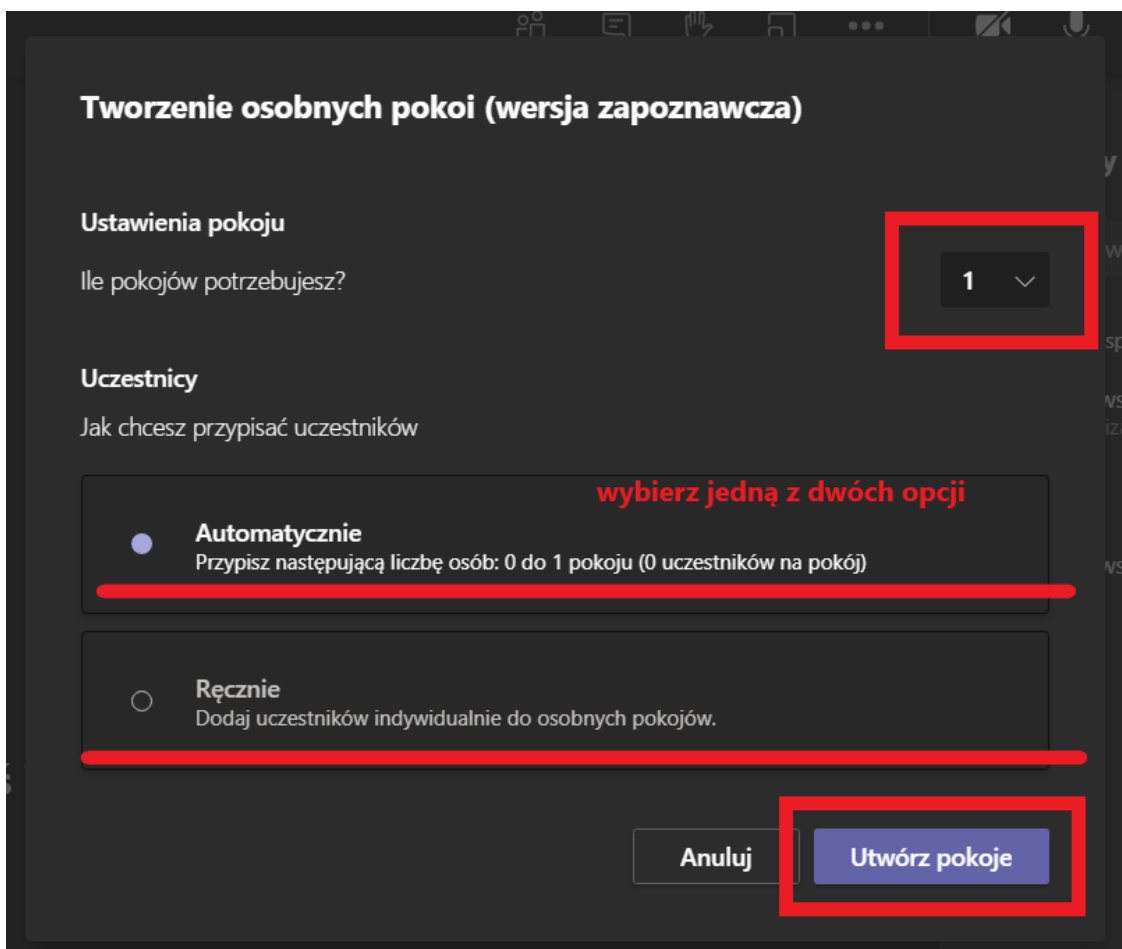 Tworzenie osobnych pokoi (wersja zapoznawcza)
Ustawienia pokoju
Ile pokojów potrzebujesz?
1
Uczestnicy
Jak chcesz przypisać uczestników
wybierz jedną z dwóch opcji
Automatycznie
Przypisz następującą liczbę osób: 0 do 1 pokoju (0 uczestników na pokój)
Ręcznie
Dodaj uczestników indywidualnie do osobnych pokojów.
Anuluj
Utwórz pokoje